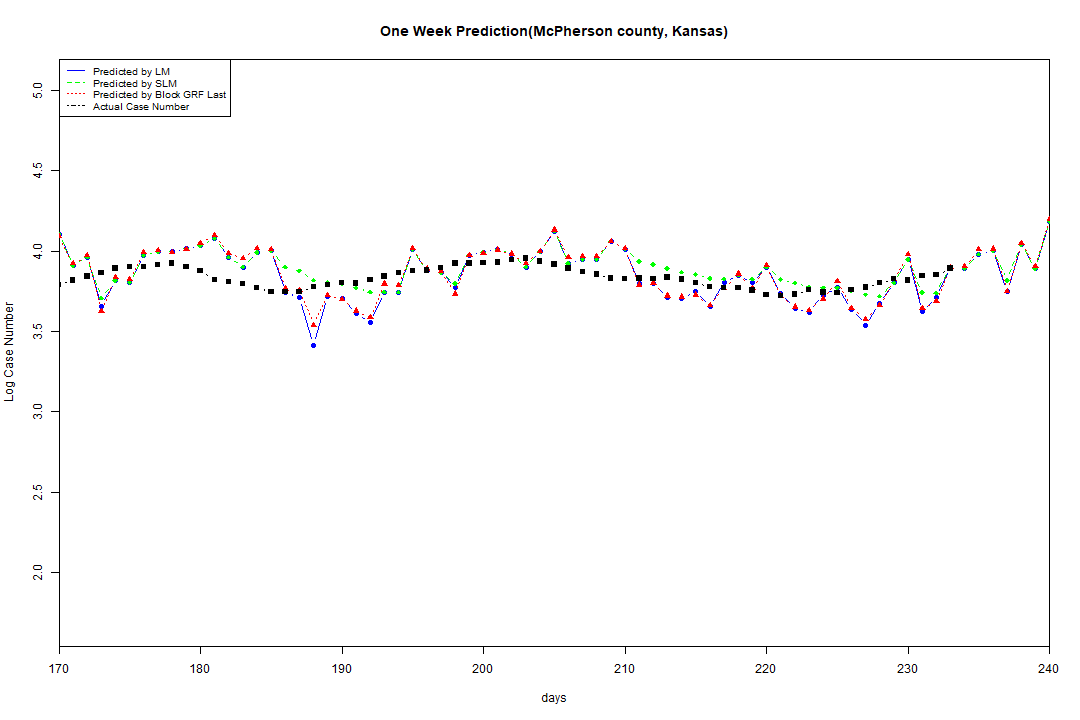 One Week Prediction(McPherson county, Kansas)
Predicted by LM
Predicted by SLM
Predicted by Block GRF Last
Actual Case Number
5.0
4.5
4.0
3.5
3.0
2.5
2.0
Log Case Number
170 180 190 200 210 220 230 240
days